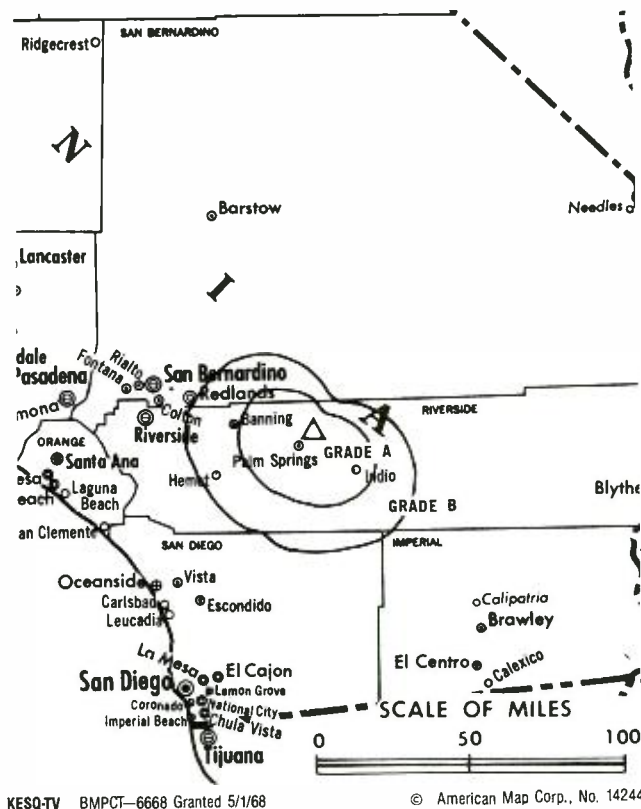 SAN BERNARDINO
Ridgecrest
N
Barstow
Needles
Lancaster
I
dale
Pasadena
Fontana
Rialto
San Bernardino
Redlands
mona
Colton
Riverside
Banning
A
RIVERSIDE
ORANGE
Santa Ana
Palm Springs
GRADE A
Indio
Hemet
esa
each
Laguna
Beach
GRADE B
Blythe
an Clemente
SAN DIEGO
IMPERIAL
Oceanside
Vista
Carlsbad
Leucadia
Escondido
Calipatria
Brawley
La Mesa
El Cajon
El Centro
Calexico
San Diego
Lemon Grove
Coronado
National City
Imperial Beach
Chula Vista
Tijuana
SCALE OF MILES
0 50 100
KESQ-TV BMPCT—6668 Granted 5/1/68
© American Map Corp., No. 14244